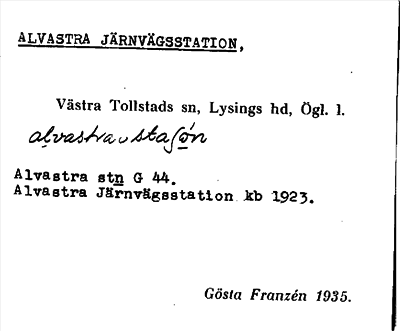 ALVASTRA JÄRNVÄGSSTATION,
Västra Tollstads sn, Lysings hd, Ögl. l.
alvastra
Alvastra stn G 44.
Alvastra Järnvägsstation kb 1923.
Gösta Franzén 1935.